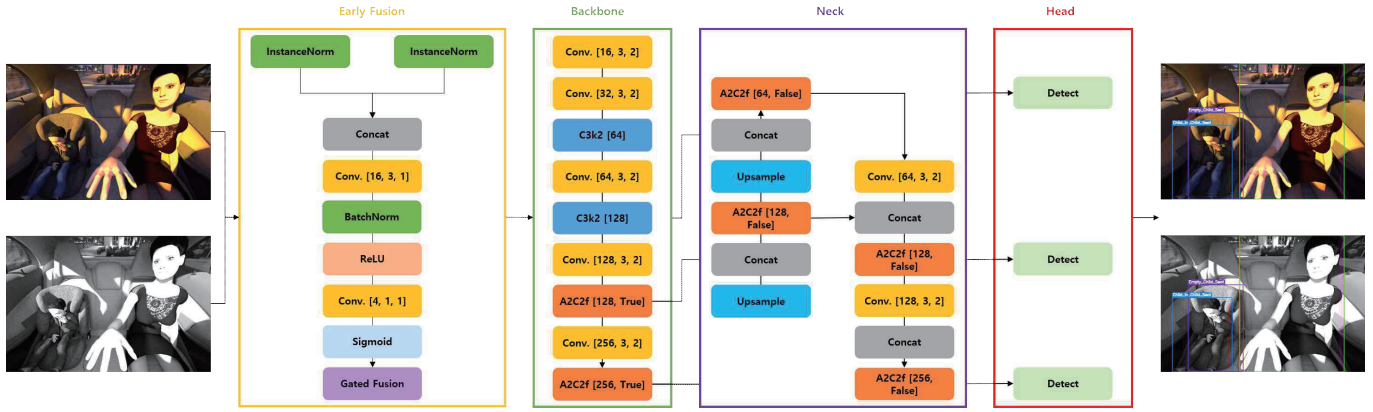 Early Fusion
Backbone
Neck
Head
InstanceNorm
InstanceNorm
Concat
Conv. [16, 3, 1]
BatchNorm
ReLU
Conv. [4, 1, 1]
Sigmoid
Gated Fusion
Conv. [16, 3, 2]
Conv. [32, 3, 2]
C3k2 [64]
Conv. [64, 3, 2]
C3k2 [128]
Conv. [128, 3, 2]
A2C2f [128, True]
Conv. [256, 3, 2]
A2C2f [256, True]
A2C2f [64, False]
Concat
Upsample
A2C2f [128,
False]
Concat
Upsample
Conv. [64, 3, 2]
Concat
A2C2f [128,
False]
Conv. [128, 3, 2]
Concat
A2C2f [256,
False]
Detect
Detect
Detect
Empty_Child_Seat
Child_in_Child_Seat
Empty_Child_Seat
Child_in_Child_Seat